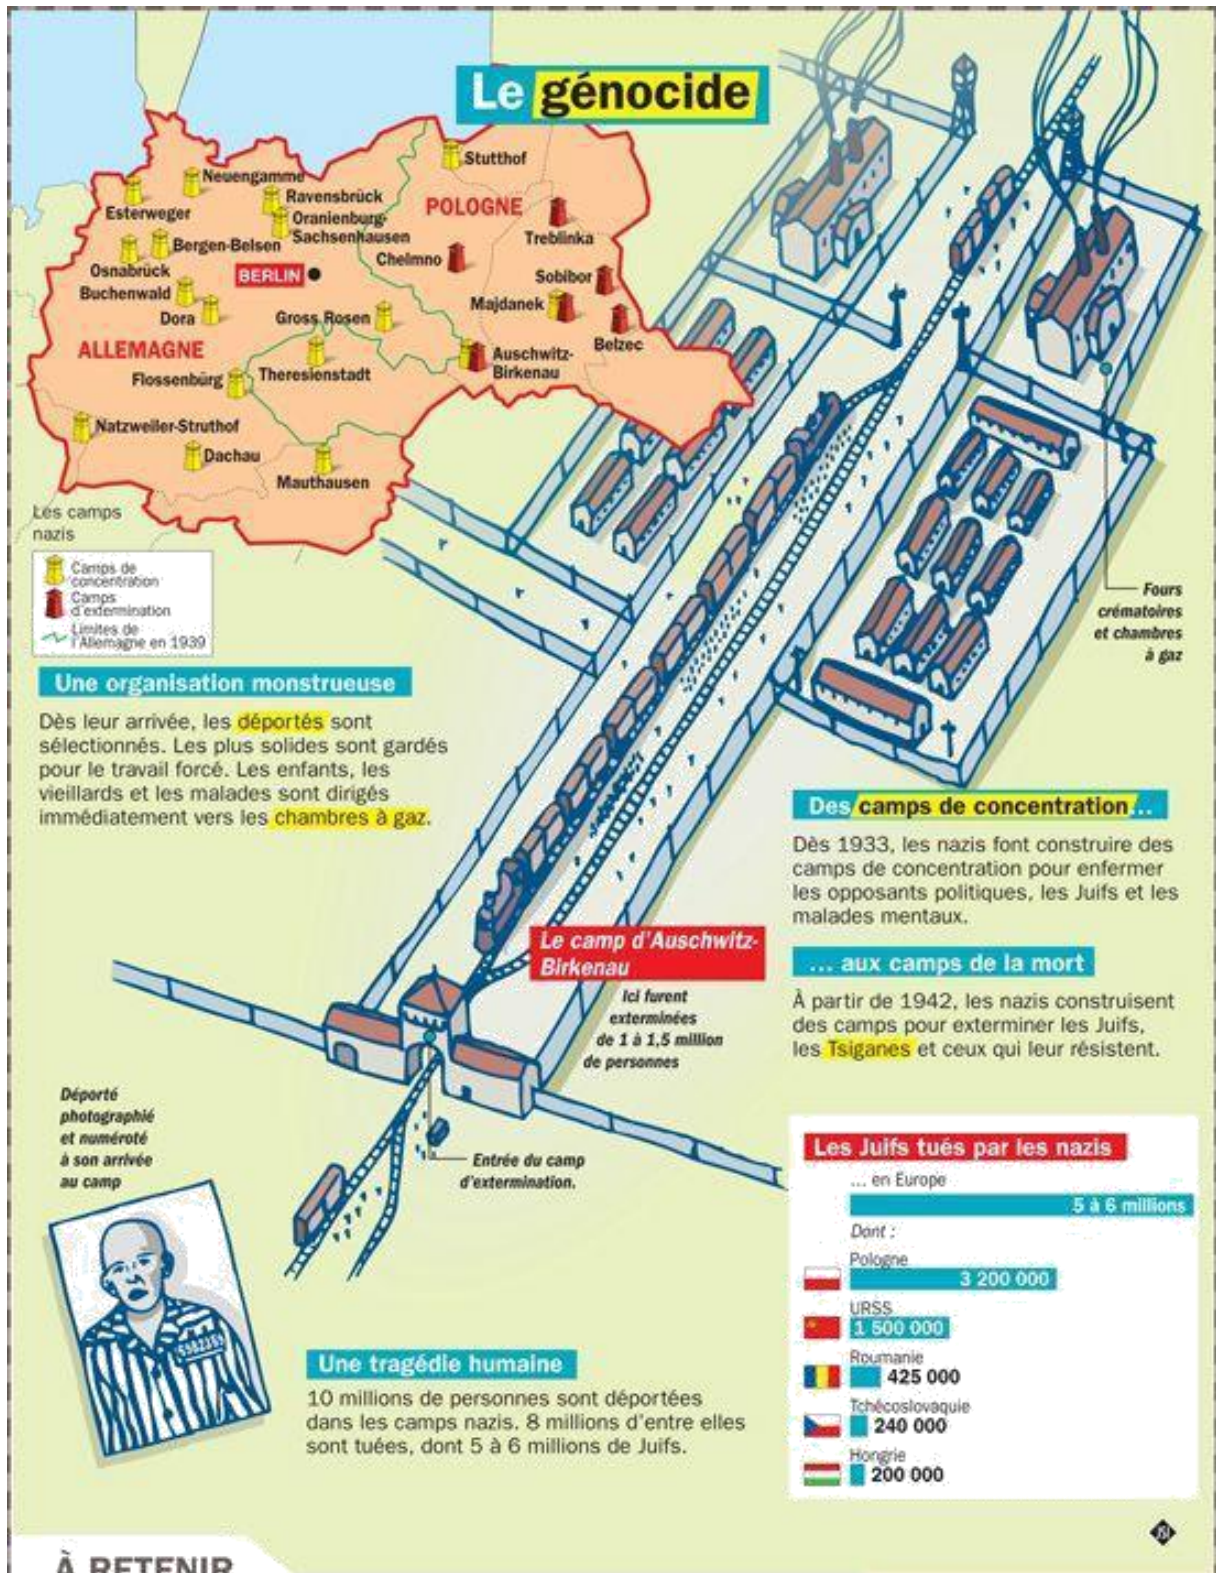 Le génocide
Stutthof
Neuengamme
Ravensbrück
Esterweger
Oranienburg-
Sachsenhausen
POLOGNE
Treblinka
Bergen-Belsen
Chelmno
Osnabrück
BERLIN
Sobibor
Buchenwald
Majdanek
Dora
Gross Rosen
Belzec
ALLEMAGNE
Auschwitz-
Birkenau
Flossenbürg
Theresienstadt
Natzweiler-Struthof
Dachau
Mauthausen
Les camps
nazis
Camps de
concentration
Camps
d'extermination
Limites de
l'Allemagne en 1939
Fours
crématoires
et chambres
à gaz
Une organisation monstrueuse
Dès leur arrivée, les déportés sont
sélectionnés. Les plus solides sont gardés
pour le travail forcé. Les enfants, les
vieillards et les malades sont dirigés
immédiatement vers les chambres à gaz.
Des camps de concentration...
Dès 1933, les nazis font construire des
camps de concentration pour enfermer
les opposants politiques, les Juifs et les
malades mentaux.
... aux camps de la mort
À partir de 1942, les nazis construisent
des camps pour exterminer les Juifs,
les Tsiganes et ceux qui leur résistent.
Le camp d'Auschwitz-
Birkenau
Ici furent
exterminées
de 1 à 1,5 million
de personnes
Déporté
photographié
et numéroté
à son arrivée
au camp
Entrée du camp
d'extermination.
Les Juifs tués par les nazis
... en Europe
5 à 6 millions
Dont :
Pologne
3 200 000
URSS
1 500 000
Roumanie
425 000
Tchécoslovaquie
240 000
Hongrie
200 000
Une tragédie humaine
10 millions de personnes sont déportées
dans les camps nazis. 8 millions d'entre elles
sont tuées, dont 5 à 6 millions de Juifs.
À RETENIR